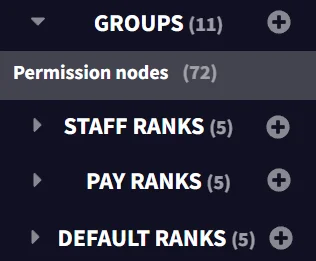 GROUPS (11)
Permission nodes (72)
STAFF RANKS (5)
PAY RANKS (5)
DEFAULT RANKS (5)